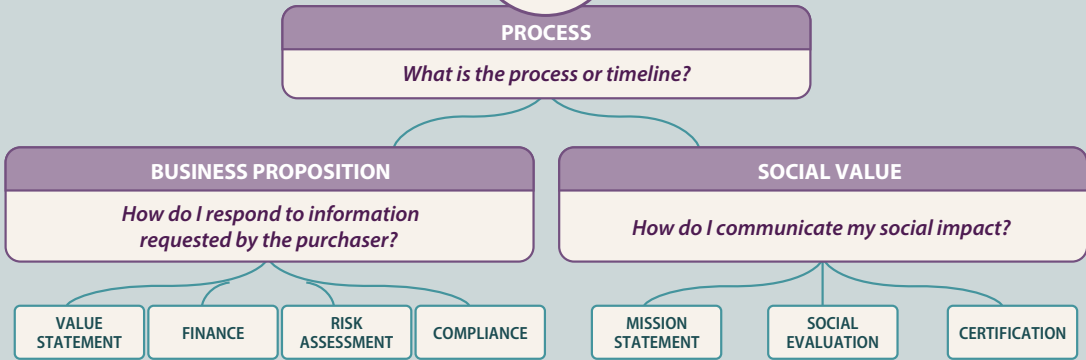 PROCESS
What is the process or timeline?
BUSINESS PROPOSITION
How do I respond to information
requested by the purchaser?
SOCIAL VALUE
How do I communicate my social impact?
VALUE
STATEMENT
FINANCE
RISK
ASSESSMENT
COMPLIANCE
MISSION
STATEMENT
SOCIAL
EVALUATION
CERTIFICATION